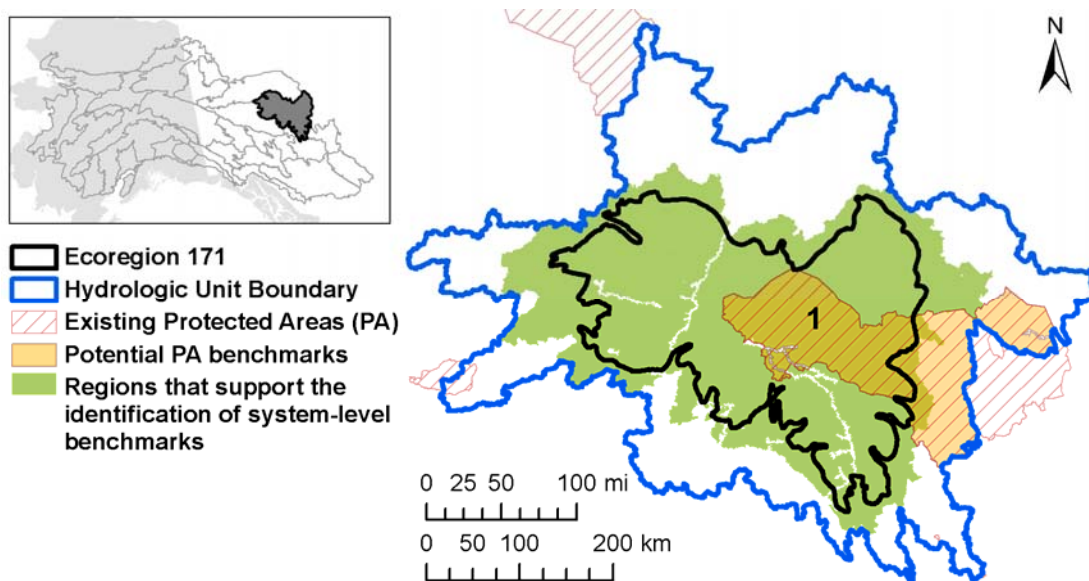 N
Ecoregion 171
Hydrologic Unit Boundary
Existing Protected Areas (PA)
Potential PA benchmarks
Regions that support the
identification of system-level
benchmarks
1
0 25 50 100 mi
0 50 100 200 km